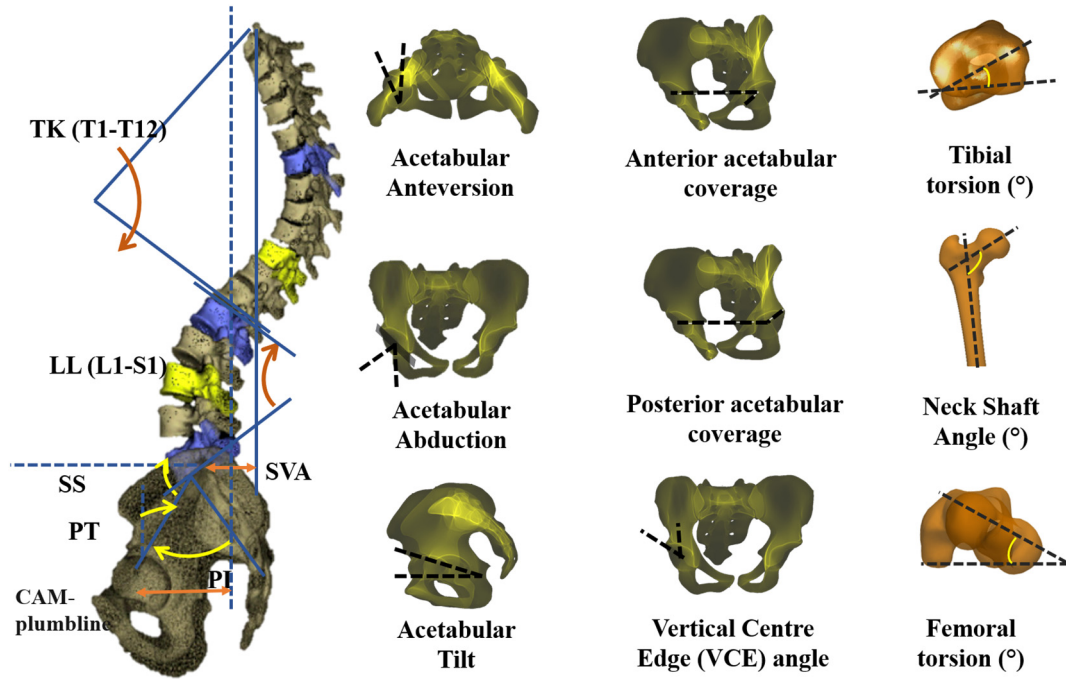 TK (T1-T12)
LL (L1-S1)
SVA
SS
PT
PI
CAM-
plumbline
Acetabular
Anteversion
Anterior acetabular
coverage
Tibial
torsion (°)
Acetabular
Abduction
Posterior acetabular
coverage
Neck Shaft
Angle (°)
Acetabular
Tilt
Vertical Centre
Edge (VCE) angle
Femoral
torsion (°)